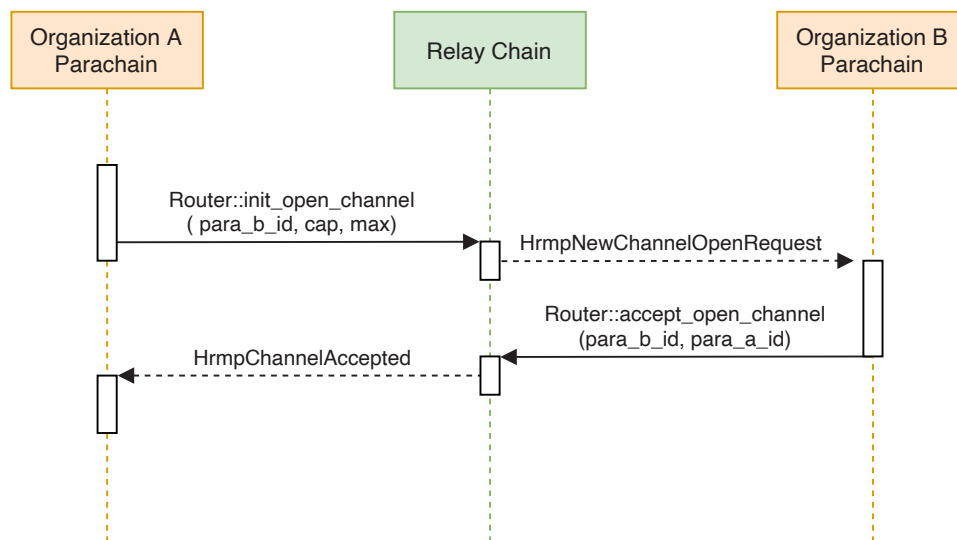 Organization A
Parachain
Relay Chain
Organization B
Parachain
Router::init_open_channel
( para_b_id, cap, max)
HrmpNewChannelOpenRequest
Router::accept_open_channel
(para_b_id, para_a_id)
HrmpChannelAccepted